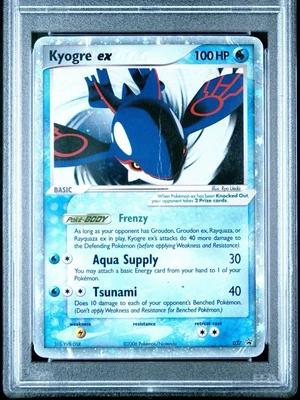 Kyogre ex 100 HP
Illus. Ryo Ueda
BASIC
When Pokémon-ex has been Knocked Out
your opponent takes 2 Prize cards
Poké-BODY Frenzy
As long as your opponent has Groudon, Groudon ex, Rayquaza, or
Rayquaza ex in play, Kyogre ex's attacks do 40 more damage to
the Defending Pokémon (before applying Weakness and Resistance).
Aqua Supply 30
You may attach a basic Energy card from your hand to 1 of your
Pokémon.
Tsunami 40
Does 10 damage to each of your opponent's Benched Pokémon.
(Don't apply Weakness and Resistance for Benched Pokémon.)
weakness resistance retreat cost
©2006 Pokémon/Nintendo 037